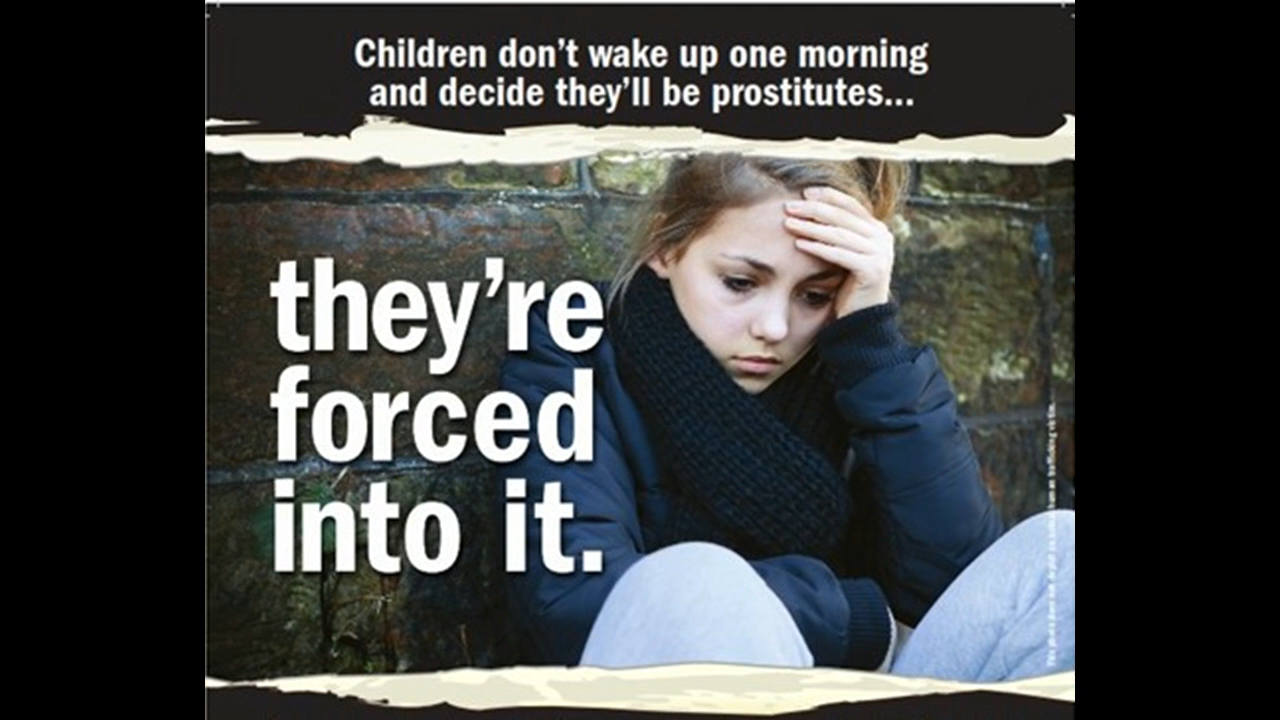 Children don't wake up one morning
and decide they'll be prostitutes...
they're
forced
into it.